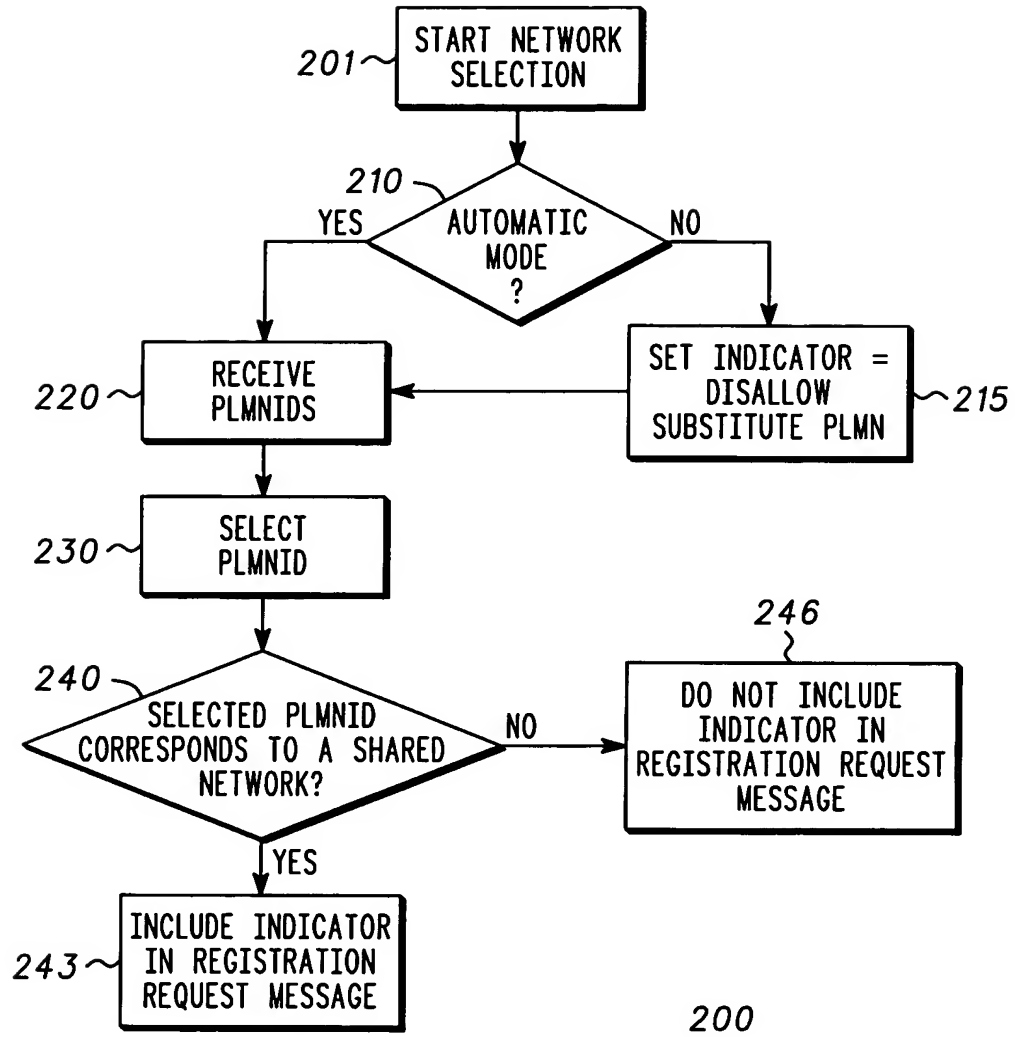 START NETWORK
SELECTION
201
210
AUTOMATIC
MODE
?
YES
NO
RECEIVE
PLMNIDS
220
SET INDICATOR =
DISALLOW
SUBSTITUTE PLMN
215
SELECT
PLMNID
230
240
SELECTED PLMNID
CORRESPONDS TO A SHARED
NETWORK?
NO
246
DO NOT INCLUDE
INDICATOR IN
REGISTRATION REQUEST
MESSAGE
YES
INCLUDE INDICATOR
IN REGISTRATION
REQUEST MESSAGE
243
200